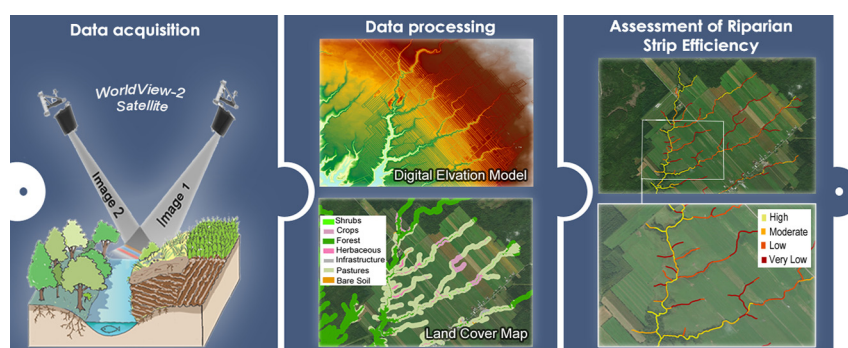 Data acquisition
WorldView-2
Satellite
Image 2
Image 1
Data processing
Digital Elvation Model
Shrubs
Crops
Forest
Herbaceous
Infrastructure
Pastures
Bare Soil
Land Cover Map
Assessment of Riparian
Strip Efficiency
High
Moderate
Low
Very Low